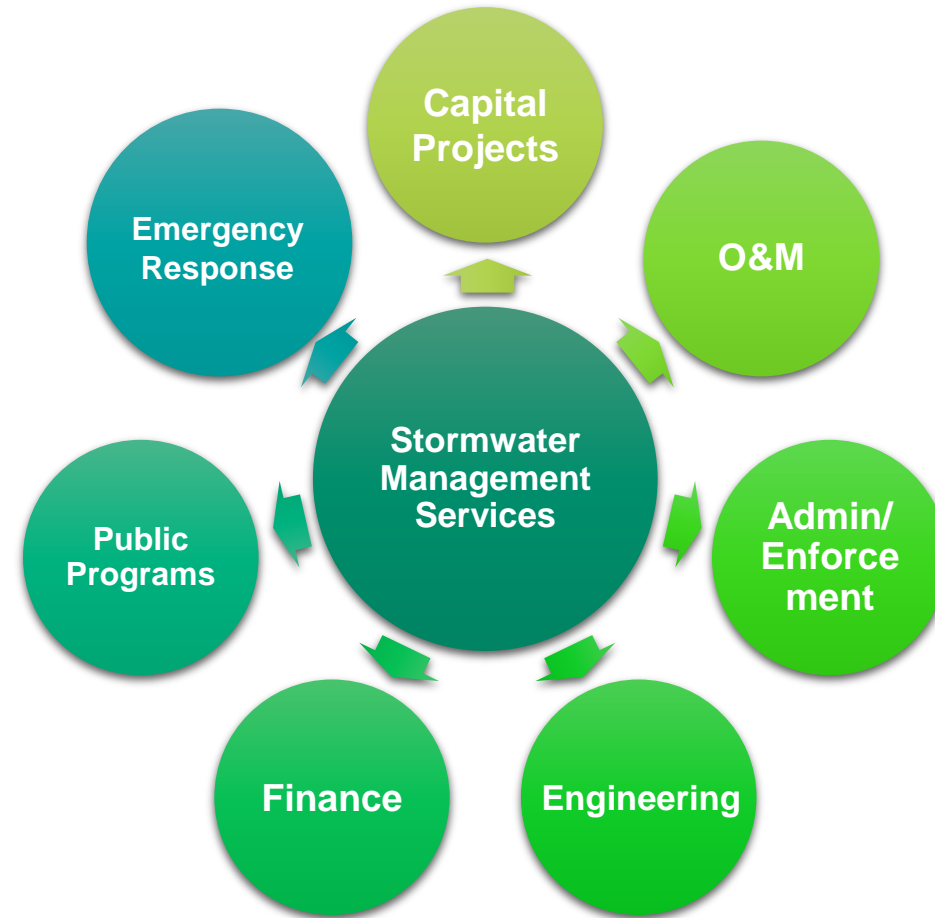 Capital
Projects
O&M
Admin/
Enforce
ment
Engineering
Finance
Public
Programs
Emergency
Response
Stormwater
Management
Services